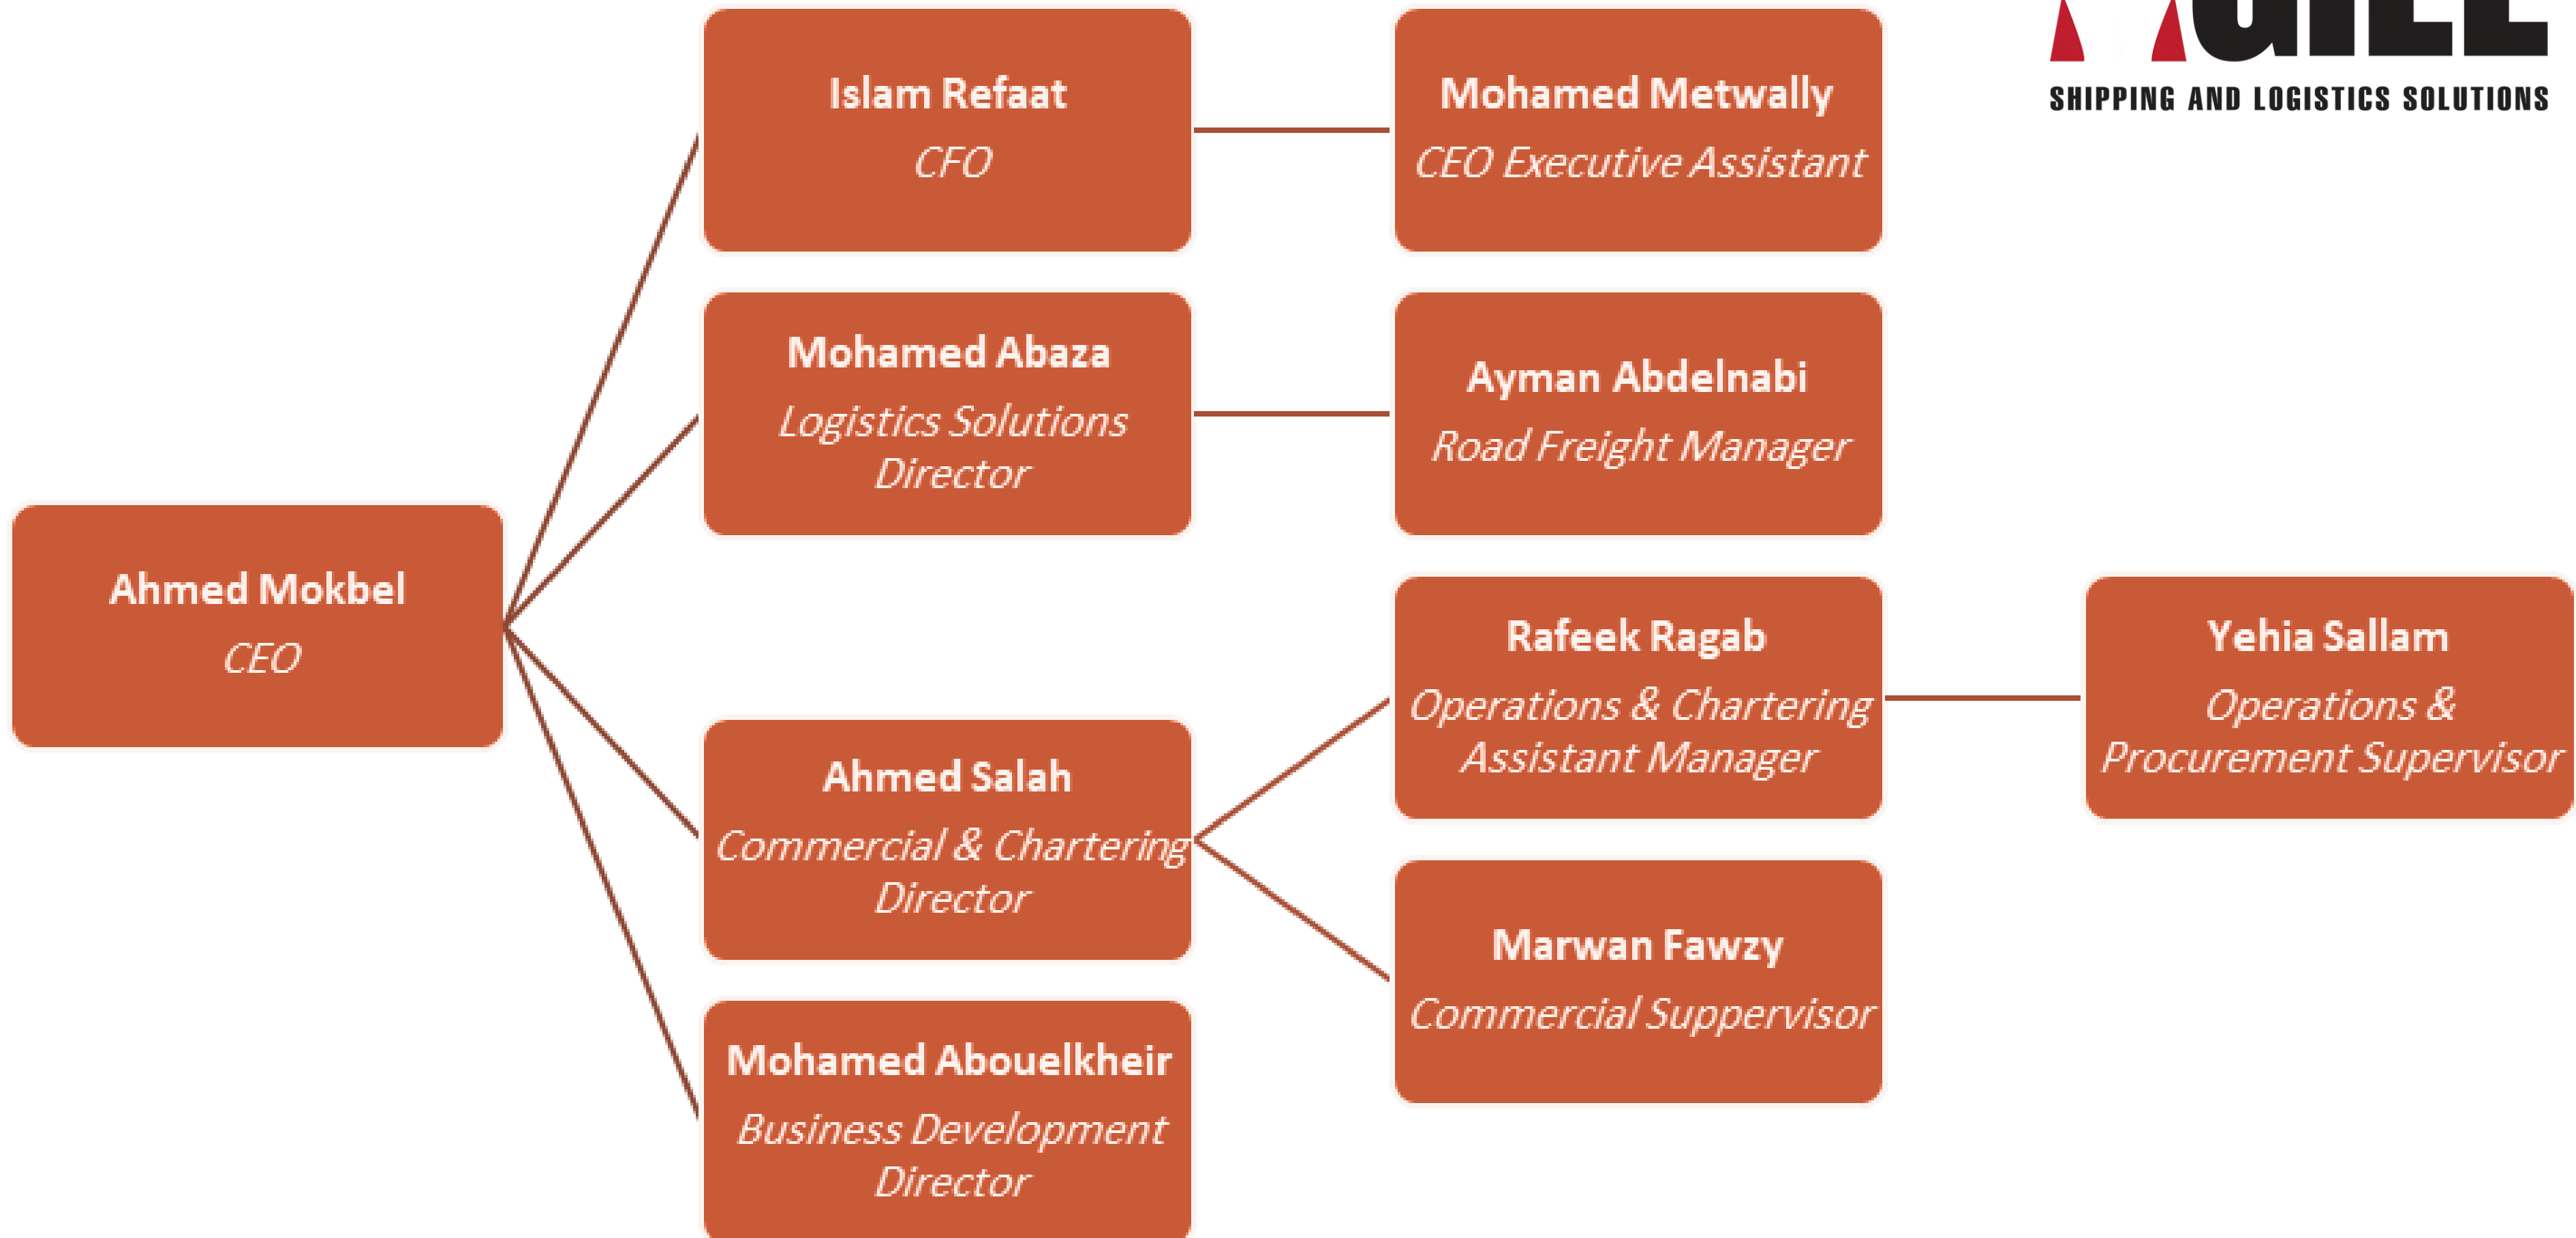 SHIPPING AND LOGISTICS SOLUTIONS
Islam Refaat
CFO
Mohamed Metwally
CEO Executive Assistant
Mohamed Abaza
Logistics Solutions
Director
Ayman Abdelnabi
Road Freight Manager
Ahmed Mokbel
CEO
Ahmed Salah
Commercial & Chartering
Director
Rafeek Ragab
Operations & Chartering
Assistant Manager
Yehia Sallam
Operations &
Procurement Supervisor
Marwan Fawzy
Commercial Suppervisor
Mohamed Abouelkheir
Business Development
Director